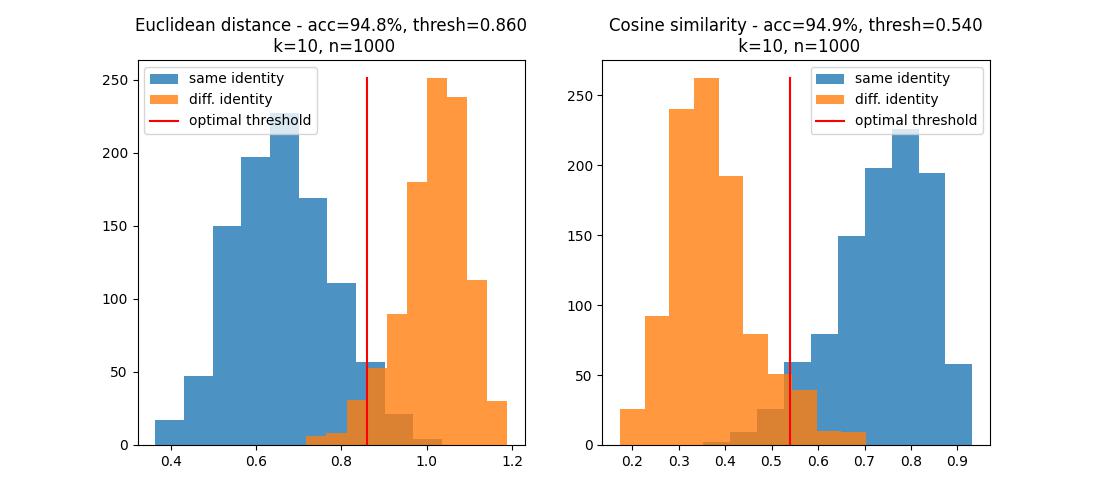 Euclidean distance - acc=94.8%, thresh=0.860
k=10, n=1000
same identity
diff. identity
optimal threshold
250
200
150
100
50
0
0.4 0.6 0.8 1.0 1.2
Cosine similarity - acc=94.9%, thresh=0.540
k=10, n=1000
same identity
diff. identity
optimal threshold
250
200
150
100
50
0
0.2 0.3 0.4 0.5 0.6 0.7 0.8 0.9